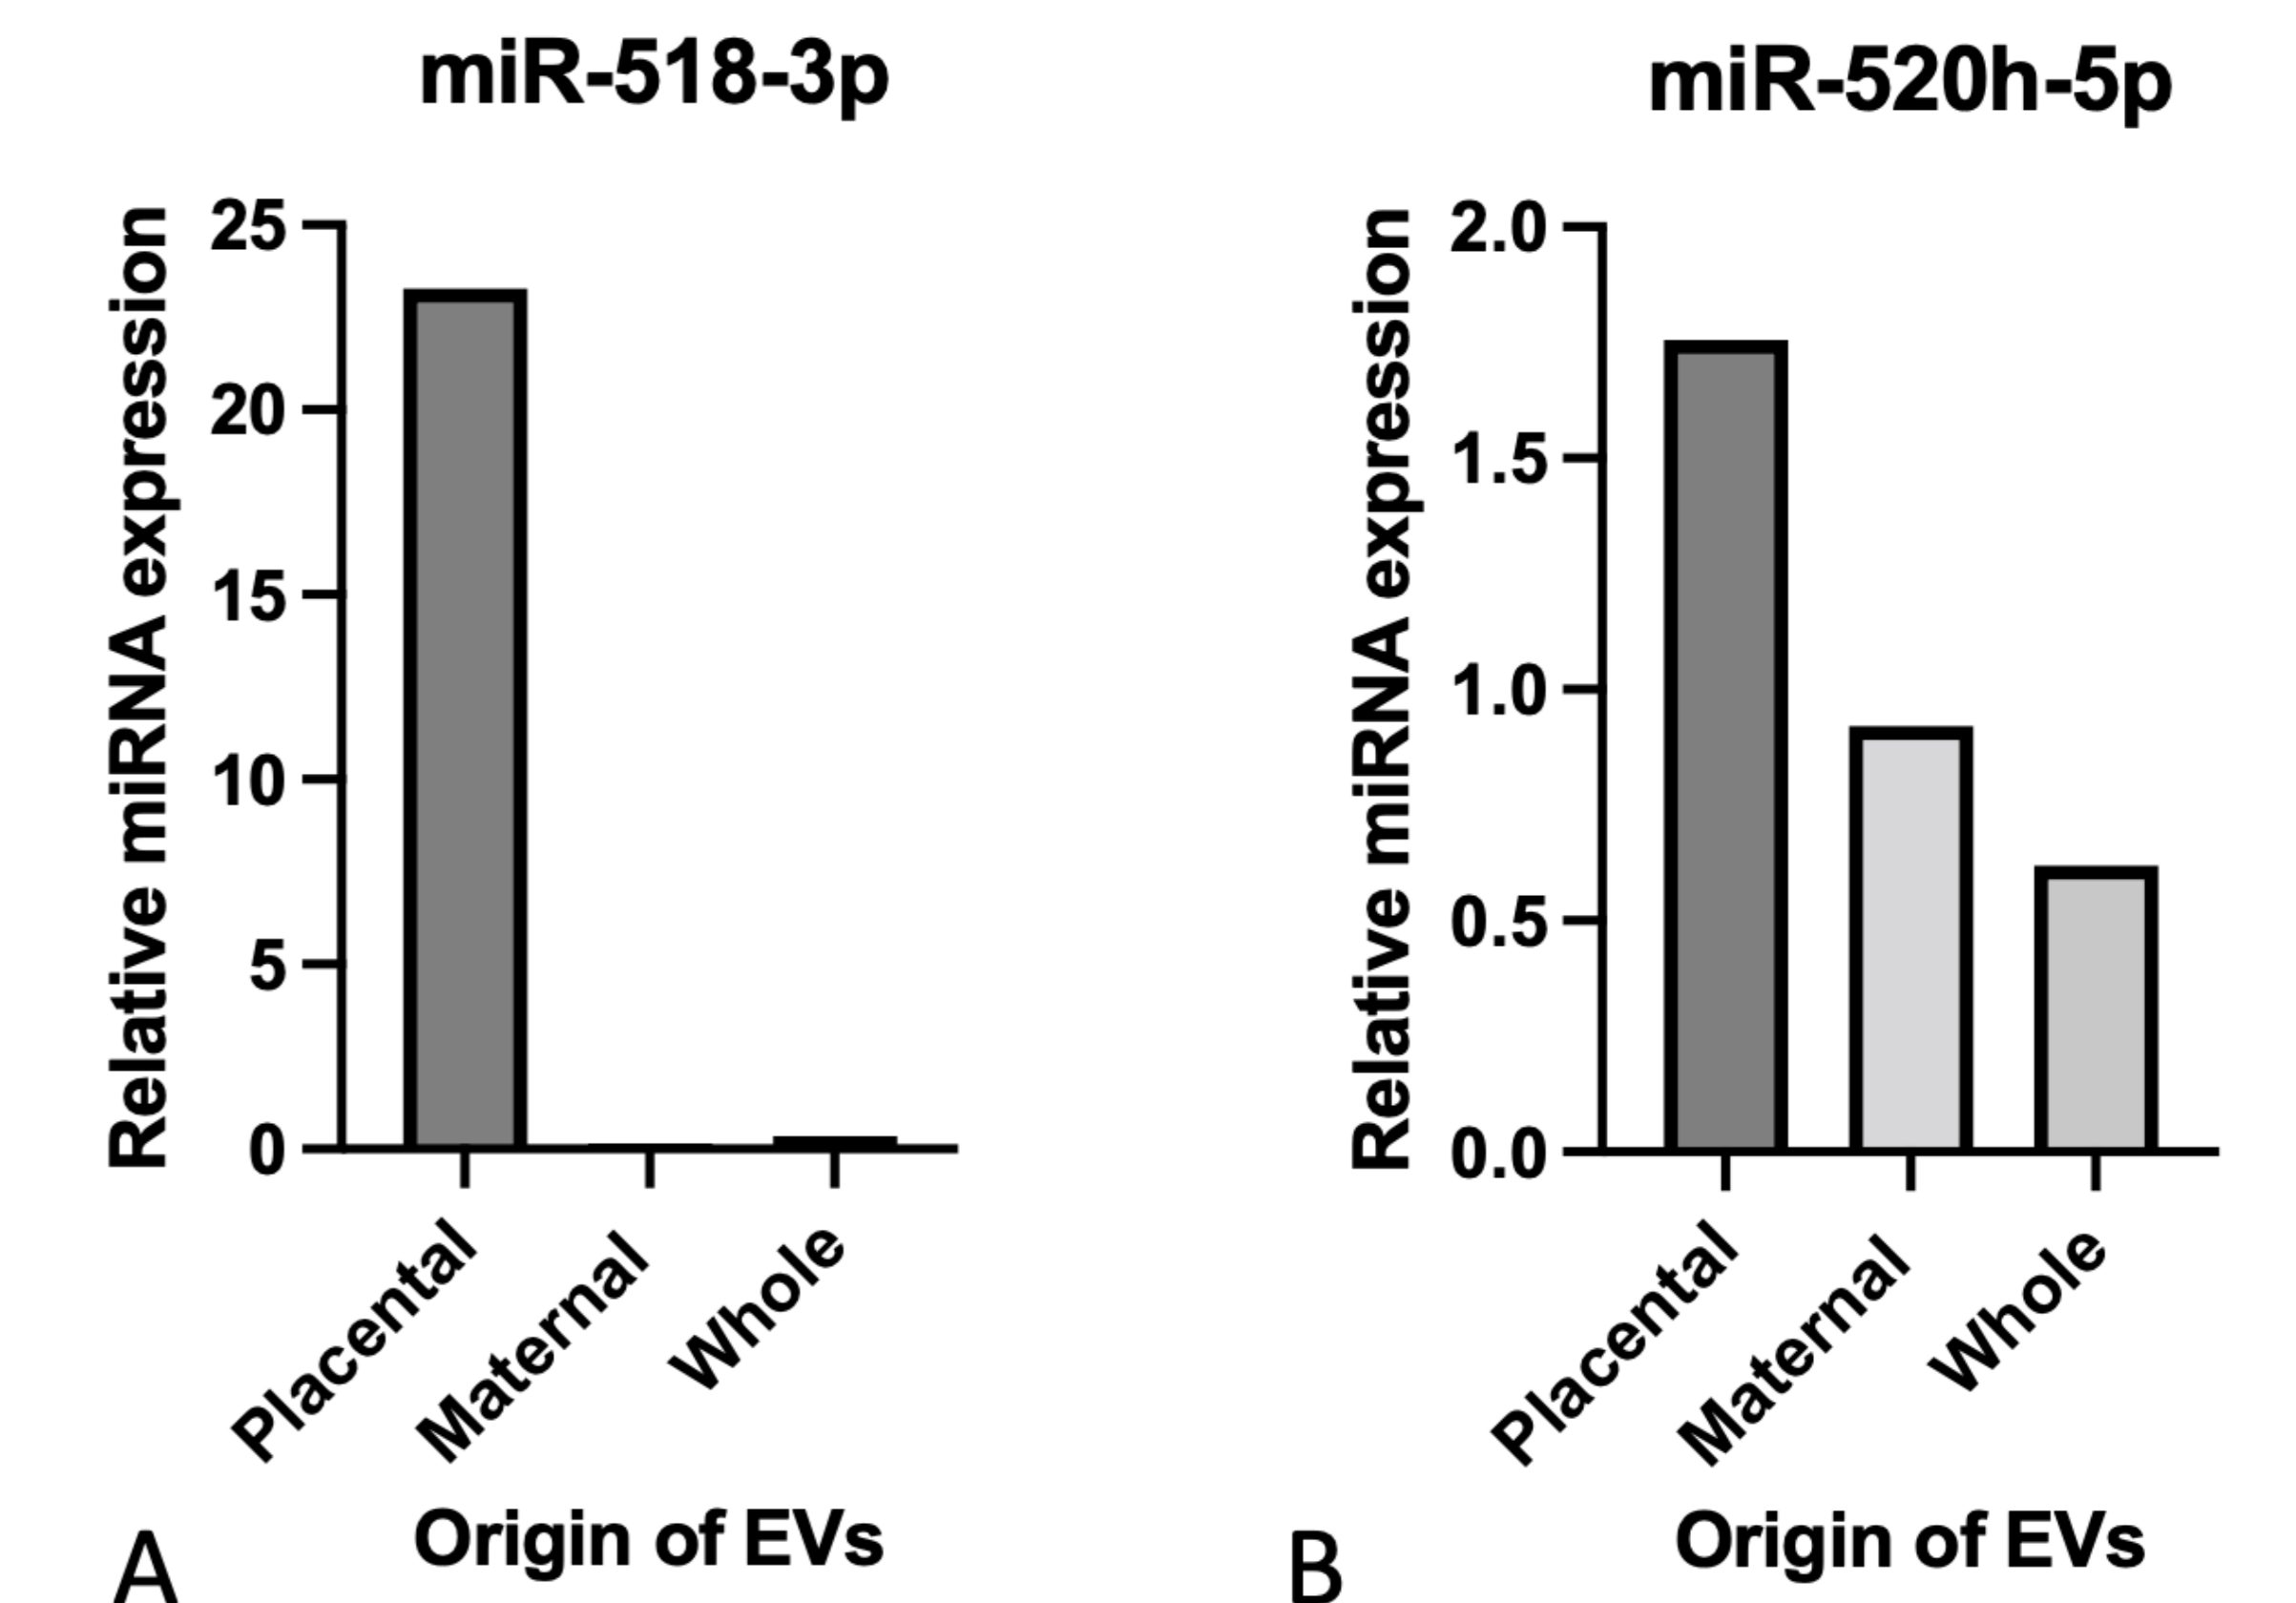 miR-518-3p
Relative miRNA expression
25
20
15
10
5
0
Placental
Maternal
Whole
Origin of EVs
A
miR-520h-5p
Relative miRNA expression
2.0
1.5
1.0
0.5
0.0
Placental
Maternal
Whole
Origin of EVs
B